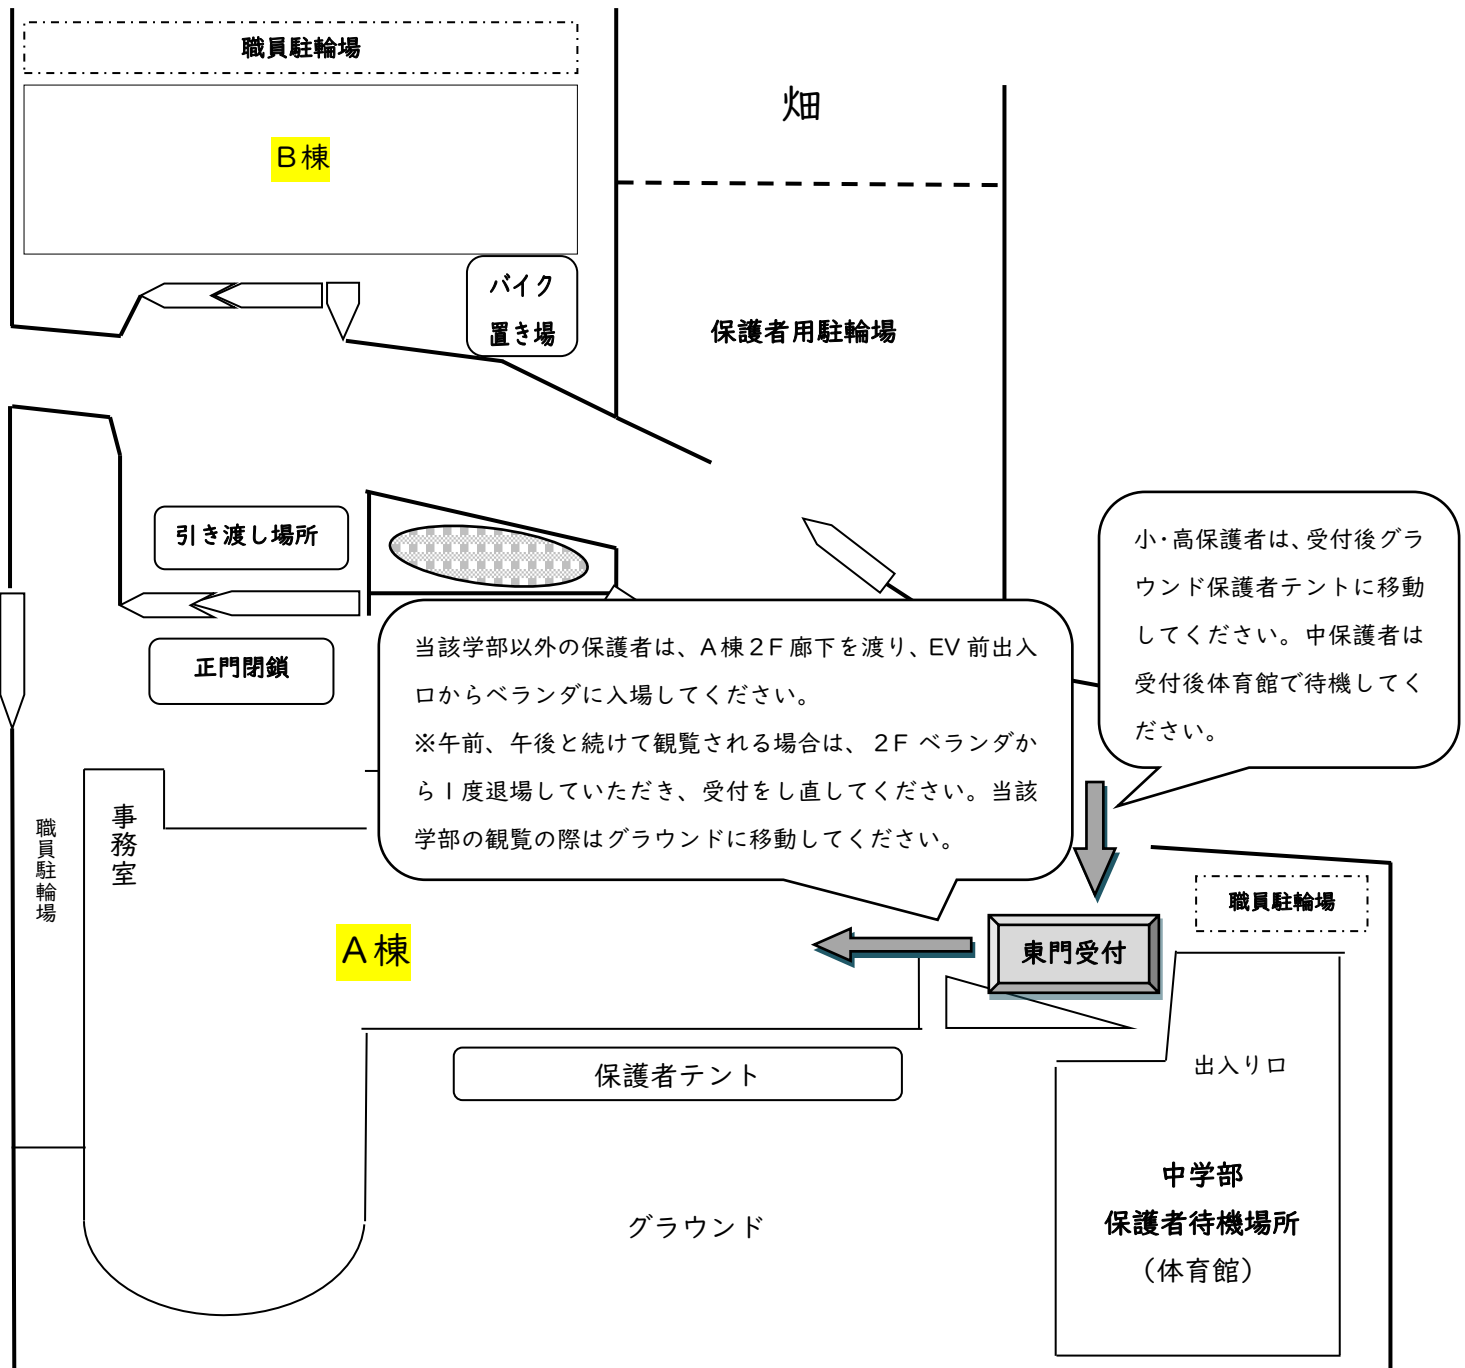 職員駐輪場
B棟
畑
バイク
置き場
保護者用駐輪場
引き渡し場所
正門閉鎖
当該学部以外の保護者は、A棟2F廊下を渡り、EV前出入
口からベランダに入場してください。
※午前、午後と続けて観覧される場合は、2F ベランダか
ら1度退場していただき、受付をし直してください。当該
学部の観覧の際はグラウンドに移動してください。
小・高保護者は、受付後グラ
ウンド保護者テントに移動
してください。中保護者は
受付後体育館で待機してく
ださい。
職員駐輪場
事務室
A棟
東門受付
職員駐輪場
保護者テント
出入り口
グラウンド
中学部
保護者待機場所
(体育館)